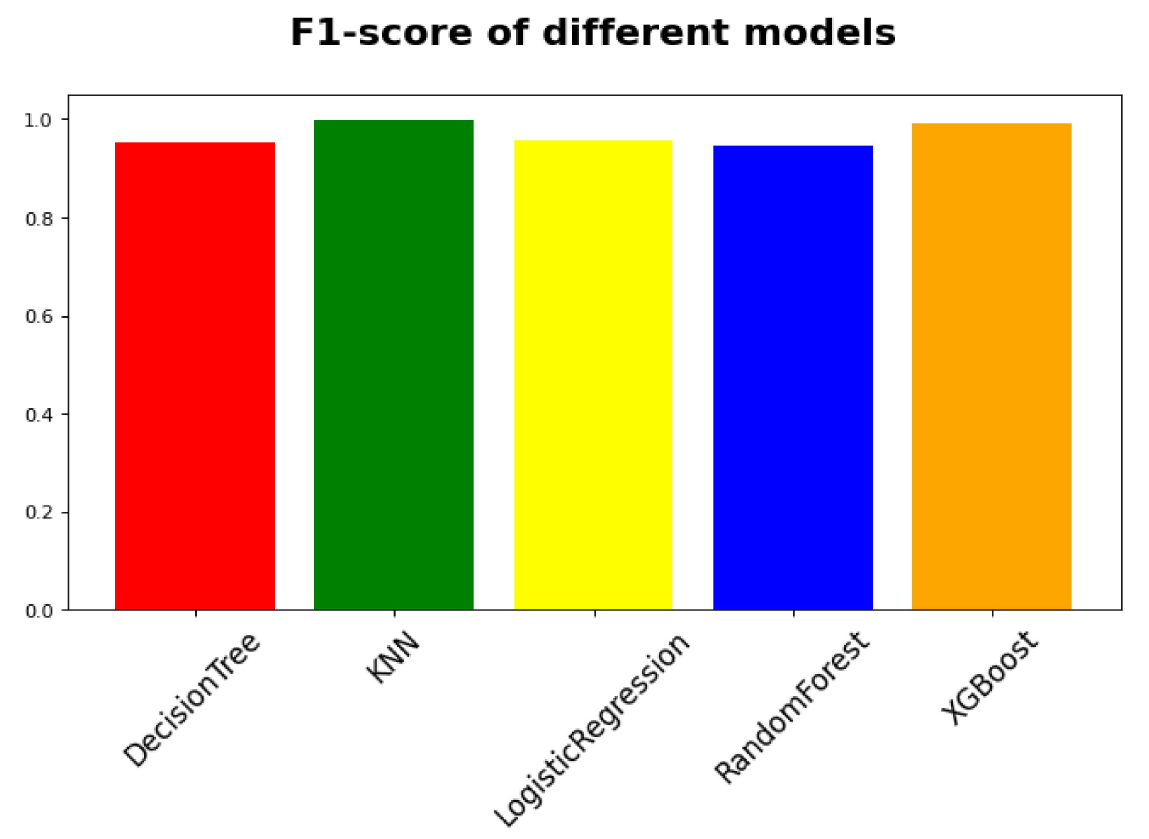 F1-score of different models
1.0
0.8
0.6
0.4
0.2
0.0
DecisionTree
KNN
LogisticRegression
RandomForest
XGBoost